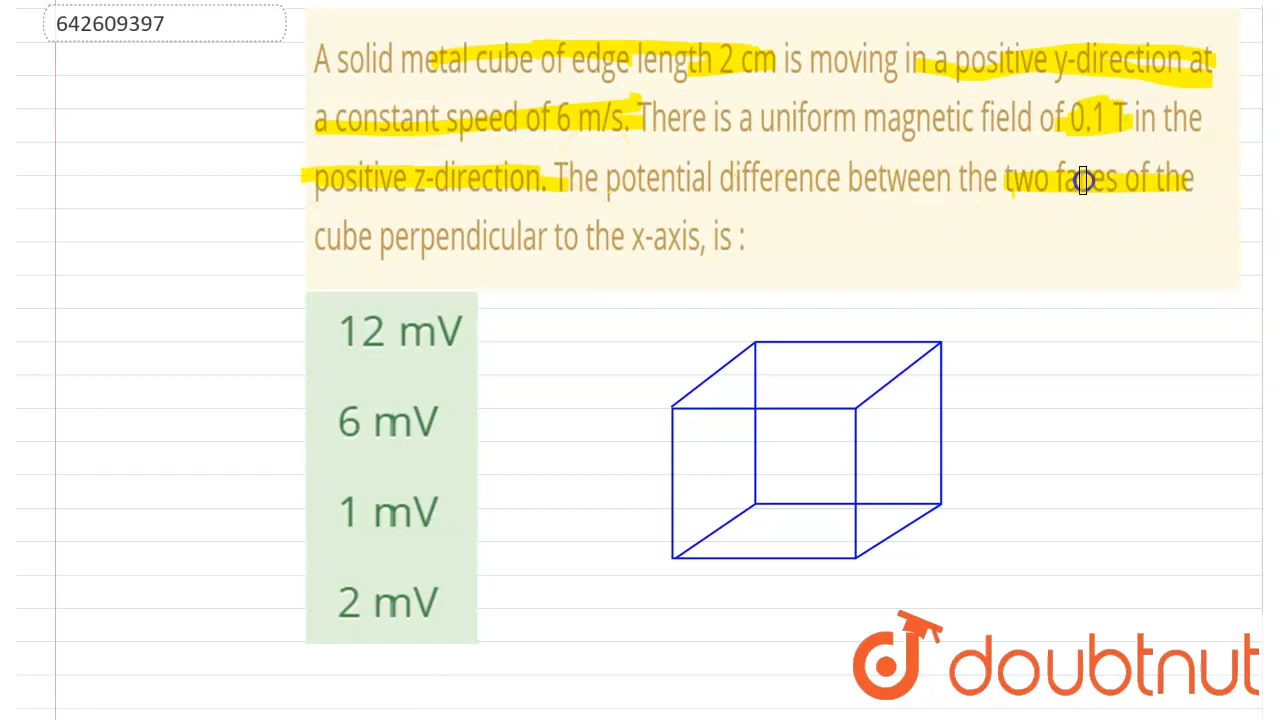 642609397
A solid metal cube of edge length 2 cm is moving in a positive y-direction at
a constant speed of 6 m/s. There is a uniform magnetic field of 0.1 T in the
positive z-direction. The potential difference between the two faces of the
cube perpendicular to the x-axis, is :
12 mV
6 mV
1 mV
2 mV
doubtnut